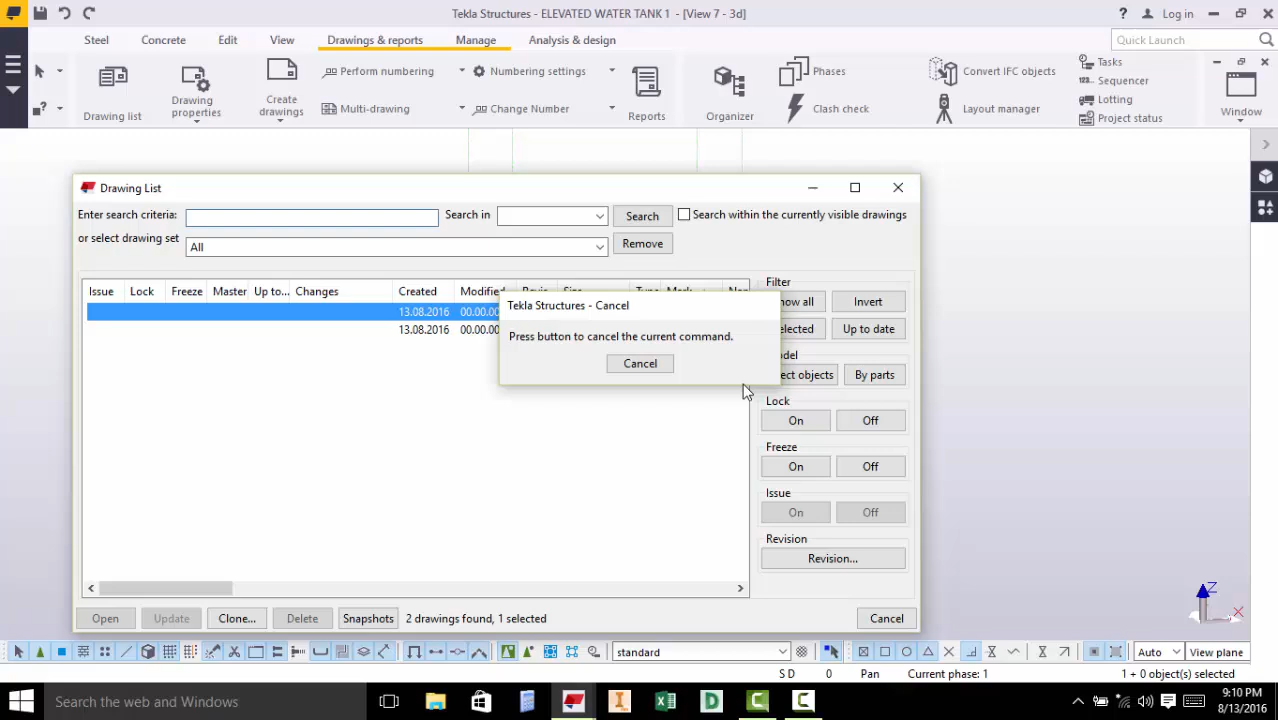 Tekla Structures - ELEVATED WATER TANK 1 - [View 7 - 3d]
? Log in
Steel Concrete Edit View Drawings & reports Manage Analysis & design
Quick Launch
Drawing list
Drawing properties
Create drawings
Perform numbering
Multi-drawing
Numbering settings
Change Number
Reports
Organizer
Phases
Clash check
Convert IFC objects
Layout manager
Tasks
Sequencer
Lotting
Project status
Window
Drawing List
Enter search criteria: Search in Search Search within the currently visible drawings
or select drawing set All Remove
Issue Lock Freeze Master Up to... Changes Created Modified
13.08.2016 00.00.00
13.08.2016 00.00.00
Tekla Structures - Cancel
Press button to cancel the current command.
Cancel
Filter
Invert
Up to date
By parts
Lock
On Off
Freeze
On Off
Issue
On Off
Revision
Revision...
Open Update Clone... Delete Snapshots 2 drawings found, 1 selected Cancel
standard Auto View plane
S D 0 Pan Current phase: 1 1 + 0 object(s) selected
Z
X
Search the web and Windows
9:10 PM
8/13/2016